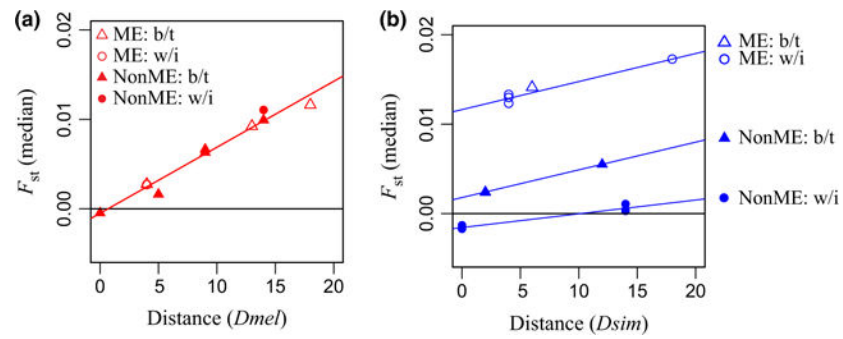 (a)
ME: b/t
ME: w/i
NonME: b/t
NonME: w/i
0.02
0.01
0.00
Fst (median)
0 5 10 15 20
Distance (Dmel)
(b)
0.02
0.01
0.00
Fst (median)
0 5 10 15 20
Distance (Dsim)
ME: b/t
ME: w/i
NonME: b/t
NonME: w/i